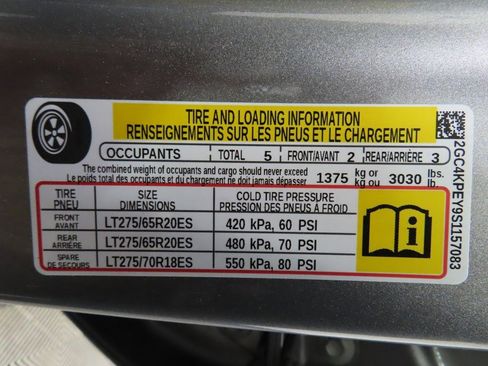 TIRE AND LOADING INFORMATION
RENSEIGNEMENTS SUR LES PNEUS ET LE CHARGEMENT
OCCUPANTS TOTAL 5 FRONT/AVANT 2 REAR/ARRIÈRE 3
The combined weight of occupants and cargo should never exceed 1375 kg or 3030 lbs.
Le poids total des occupants et du chargement ne doit jamais dépasser kg ou lb.
TIRE SIZE COLD TIRE PRESSURE
PNEU DIMENSIONS PRESSION DES PNEUS À FROID
FRONT
AVANT LT275/65R20ES 420 kPa, 60 PSI
REAR
ARRIÈRE LT275/65R20ES 480 kPa, 70 PSI
SPARE
DE SECOURS LT275/70R18ES 550 kPa, 80 PSI
2GC4KPEY9S1157083